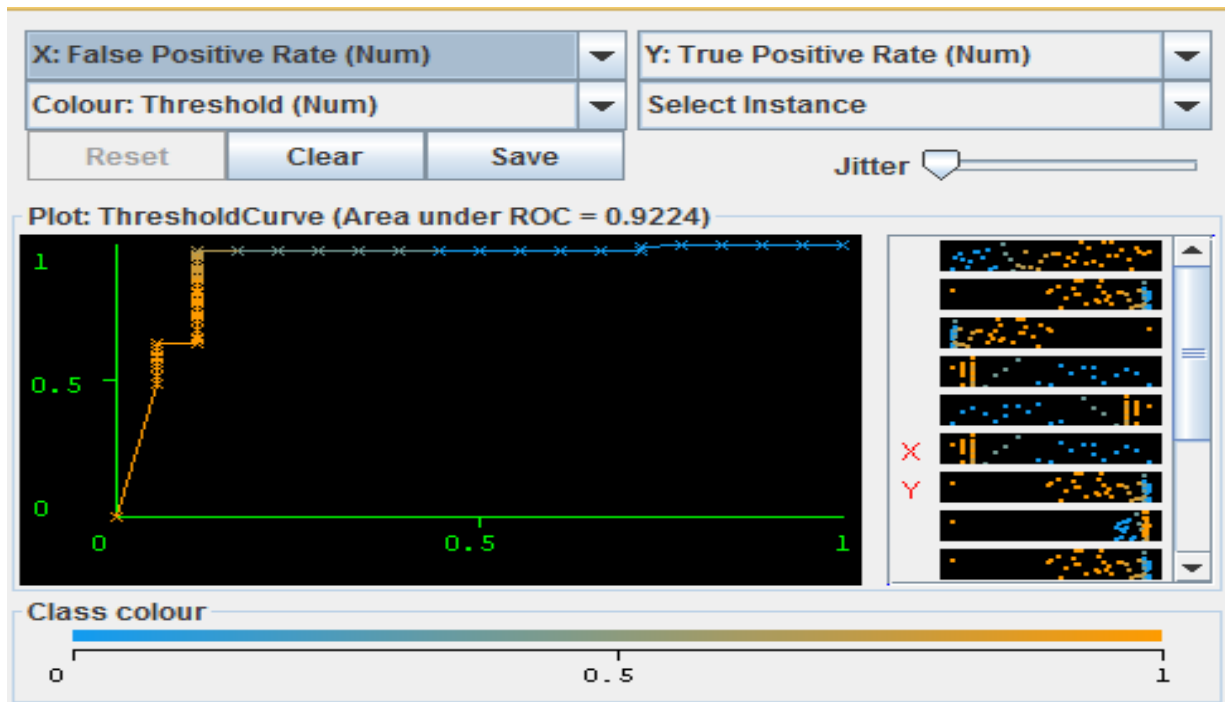 X: False Positive Rate (Num) Y: True Positive Rate (Num)
Colour: Threshold (Num) Select Instance
Reset Clear Save Jitter
Plot: ThresholdCurve (Area under ROC = 0.9224)
1
0.5
0
0 0.5 1
X
Y
Class colour
0 0.5 1